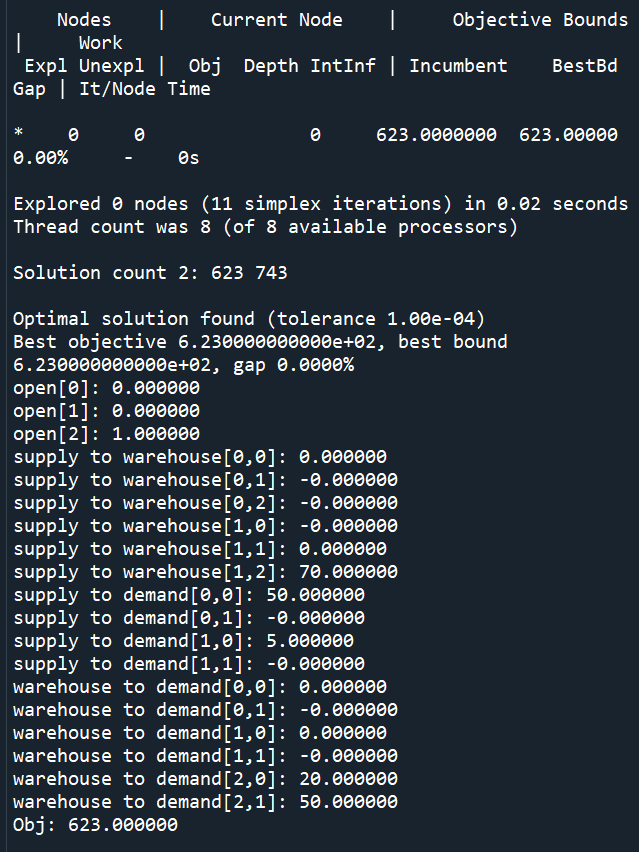 Nodes    |    Current Node    |     Objective Bounds
|     Work
 Expl Unexpl |  Obj  Depth IntInf | Incumbent    BestBd
Gap | It/Node Time

*    0     0               0     623.0000000  623.00000
0.00%     -    0s

Explored 0 nodes (11 simplex iterations) in 0.02 seconds
Thread count was 8 (of 8 available processors)

Solution count 2: 623 743

Optimal solution found (tolerance 1.00e-04)
Best objective 6.230000000000e+02, best bound
6.230000000000e+02, gap 0.0000%
open[0]: 0.000000
open[1]: 0.000000
open[2]: 1.000000
supply to warehouse[0,0]: 0.000000
supply to warehouse[0,1]: -0.000000
supply to warehouse[0,2]: -0.000000
supply to warehouse[1,0]: -0.000000
supply to warehouse[1,1]: 0.000000
supply to warehouse[1,2]: 70.000000
supply to demand[0,0]: 50.000000
supply to demand[0,1]: -0.000000
supply to demand[1,0]: 5.000000
supply to demand[1,1]: -0.000000
warehouse to demand[0,0]: 0.000000
warehouse to demand[0,1]: -0.000000
warehouse to demand[1,0]: 0.000000
warehouse to demand[1,1]: -0.000000
warehouse to demand[2,0]: 20.000000
warehouse to demand[2,1]: 50.000000
Obj: 623.000000